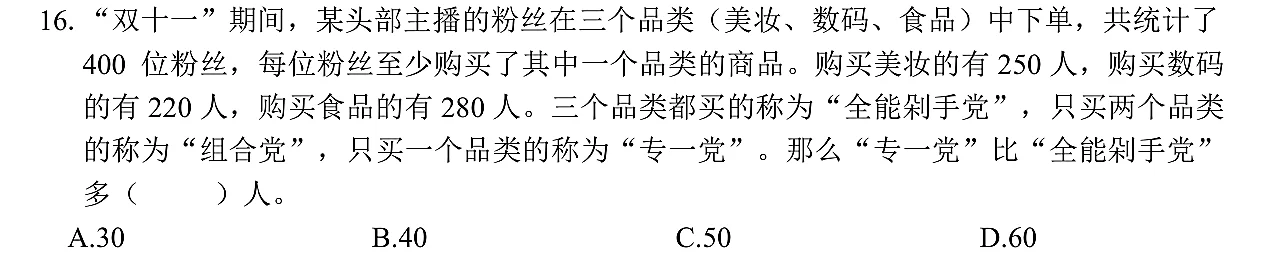 16. “双十一”期间，某头部主播的粉丝在三个品类（美妆、数码、食品）中下单，共统计了
400 位粉丝，每位粉丝至少购买了其中一个品类的商品。购买美妆的有 250 人，购买数码
的有 220 人，购买食品的有 280 人。三个品类都买的称为“全能剁手党”，只买两个品类
的称为“组合党”，只买一个品类的称为“专一党”。那么“专一党”比“全能剁手党”
多（　　）人。
A.30 B.40 C.50 D.60